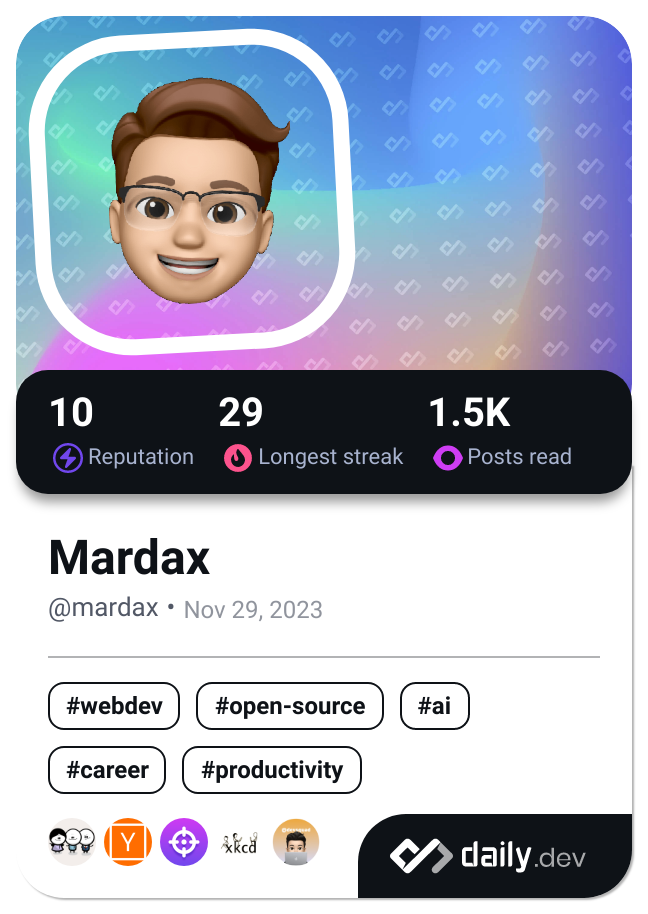 10 29 1.5K
Reputation Longest streak Posts read
Mardax
@mardax • Nov 29, 2023
#webdev #open-source #ai
#career #productivity
Y xkcd
daily.dev